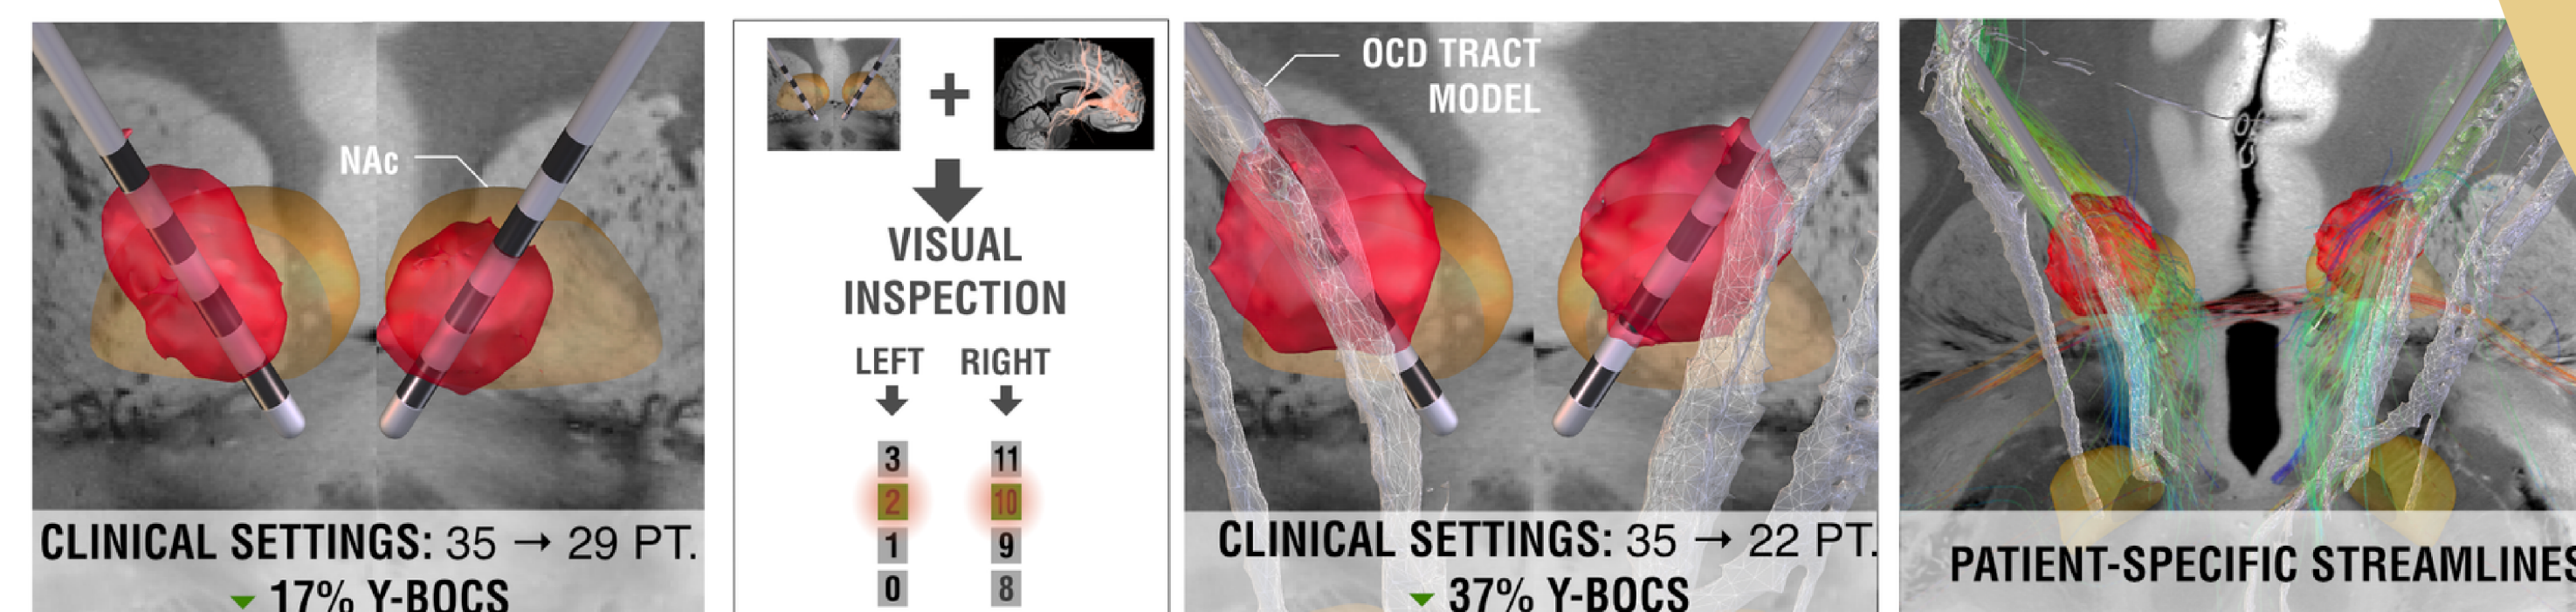 NAc
CLINICAL SETTINGS: 35 → 29 PT.
17% Y-BOCS
+
VISUAL
INSPECTION
LEFT RIGHT
3 11
2 10
1 9
0 8
OCD TRACT
MODEL
CLINICAL SETTINGS: 35 → 22 PT.
37% Y-BOCS
PATIENT-SPECIFIC STREAMLINES